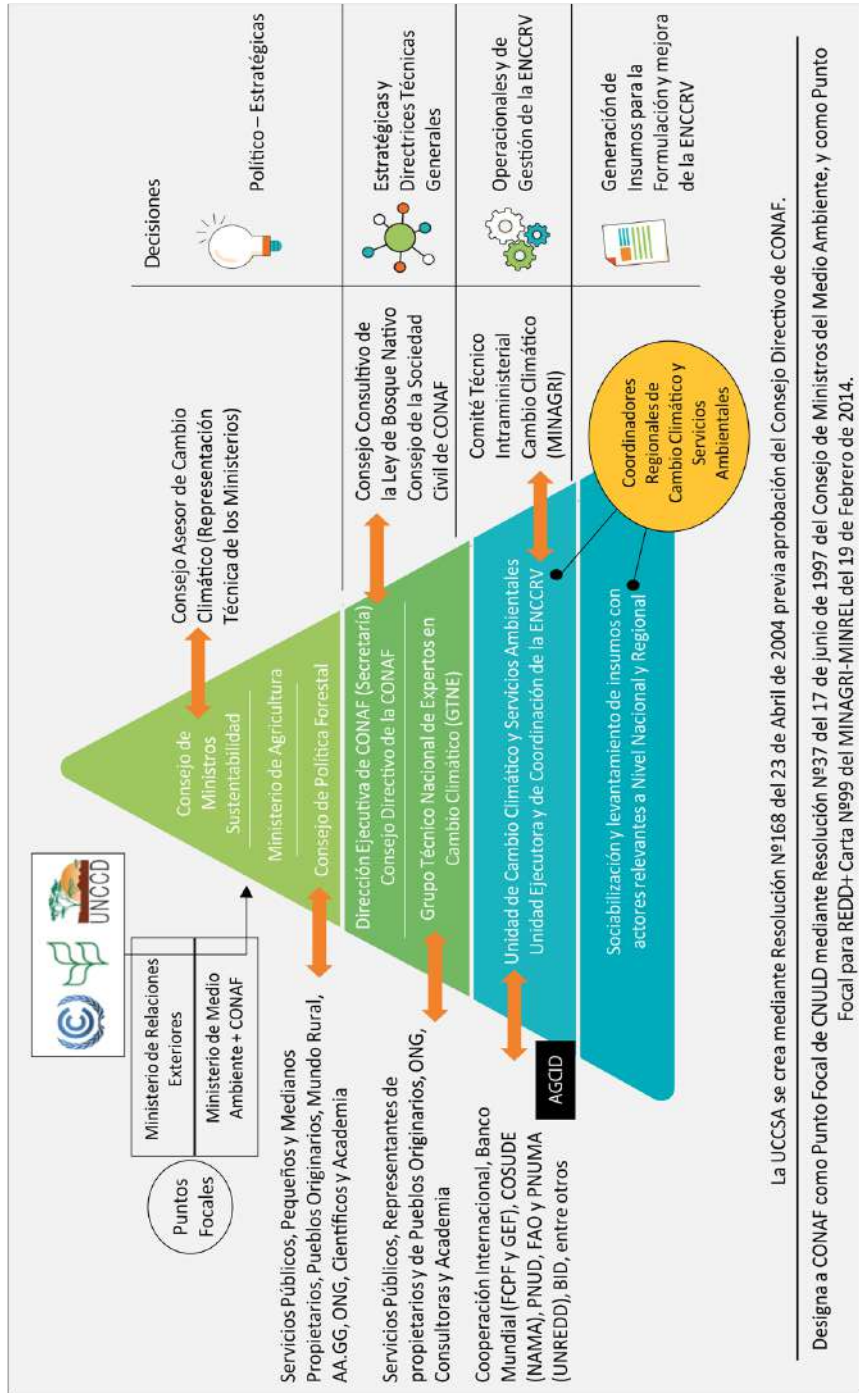 UNCCD
Puntos
Focales
Ministerio de Relaciones
Exteriores
Ministerio de Medio
Ambiente + CONAF
Decisiones
Consejo de
Ministros
Sustentabilidad
Ministerio de Agricultura
Consejo de Política Forestal
Consejo Asesor de Cambio
Climático (Representación
Técnica de los Ministerios)
Político – Estratégicas
Servicios Públicos, Pequeños y Medianos
Propietarios, Pueblos Originarios, Mundo Rural,
AA.GG, ONG, Científicos y Academia
Dirección Ejecutiva de CONAF (Secretaría)
Consejo Directivo de la CONAF
Grupo Técnico Nacional de Expertos en
Cambio Climático (GTNE)
Consejo Consultivo de
la Ley de Bosque Nativo
Consejo de la Sociedad
Civil de CONAF
Estratégicas y
Directrices Técnicas
Generales
Servicios Públicos, Representantes de
propietarios y de Pueblos Originarios, ONG,
Consultoras y Academia
Unidad de Cambio Climático y Servicios Ambientales
Unidad Ejecutora y de Coordinación de la ENCCRV
Comité Técnico
Intraministerial
Cambio Climático
(MINAGRI)
Operacionales y de
Gestión de la ENCCRV
Cooperación Internacional, Banco
Mundial (FCPF y GEF), COSUDE
(NAMA), PNUD, FAO y PNUMA
(UNREDD), BID, entre otros
AGCID
Sociabilización y levantamiento de insumos con
actores relevantes a Nivel Nacional y Regional
Coordinadores
Regionales de
Cambio Climático y
Servicios
Ambientales
Generación de
Insumos para la
Formulación y mejora
de la ENCCRV
La UCCSA se crea mediante Resolución Nº168 del 23 de Abril de 2004 previa aprobación del Consejo Directivo de CONAF.
Designa a CONAF como Punto Focal de CNULD mediante Resolución Nº37 del 17 de junio de 1997 del Consejo de Ministros del Medio Ambiente, y como Punto
Focal para REDD+ Carta Nº99 del MINAGRI-MINREL del 19 de Febrero de 2014.